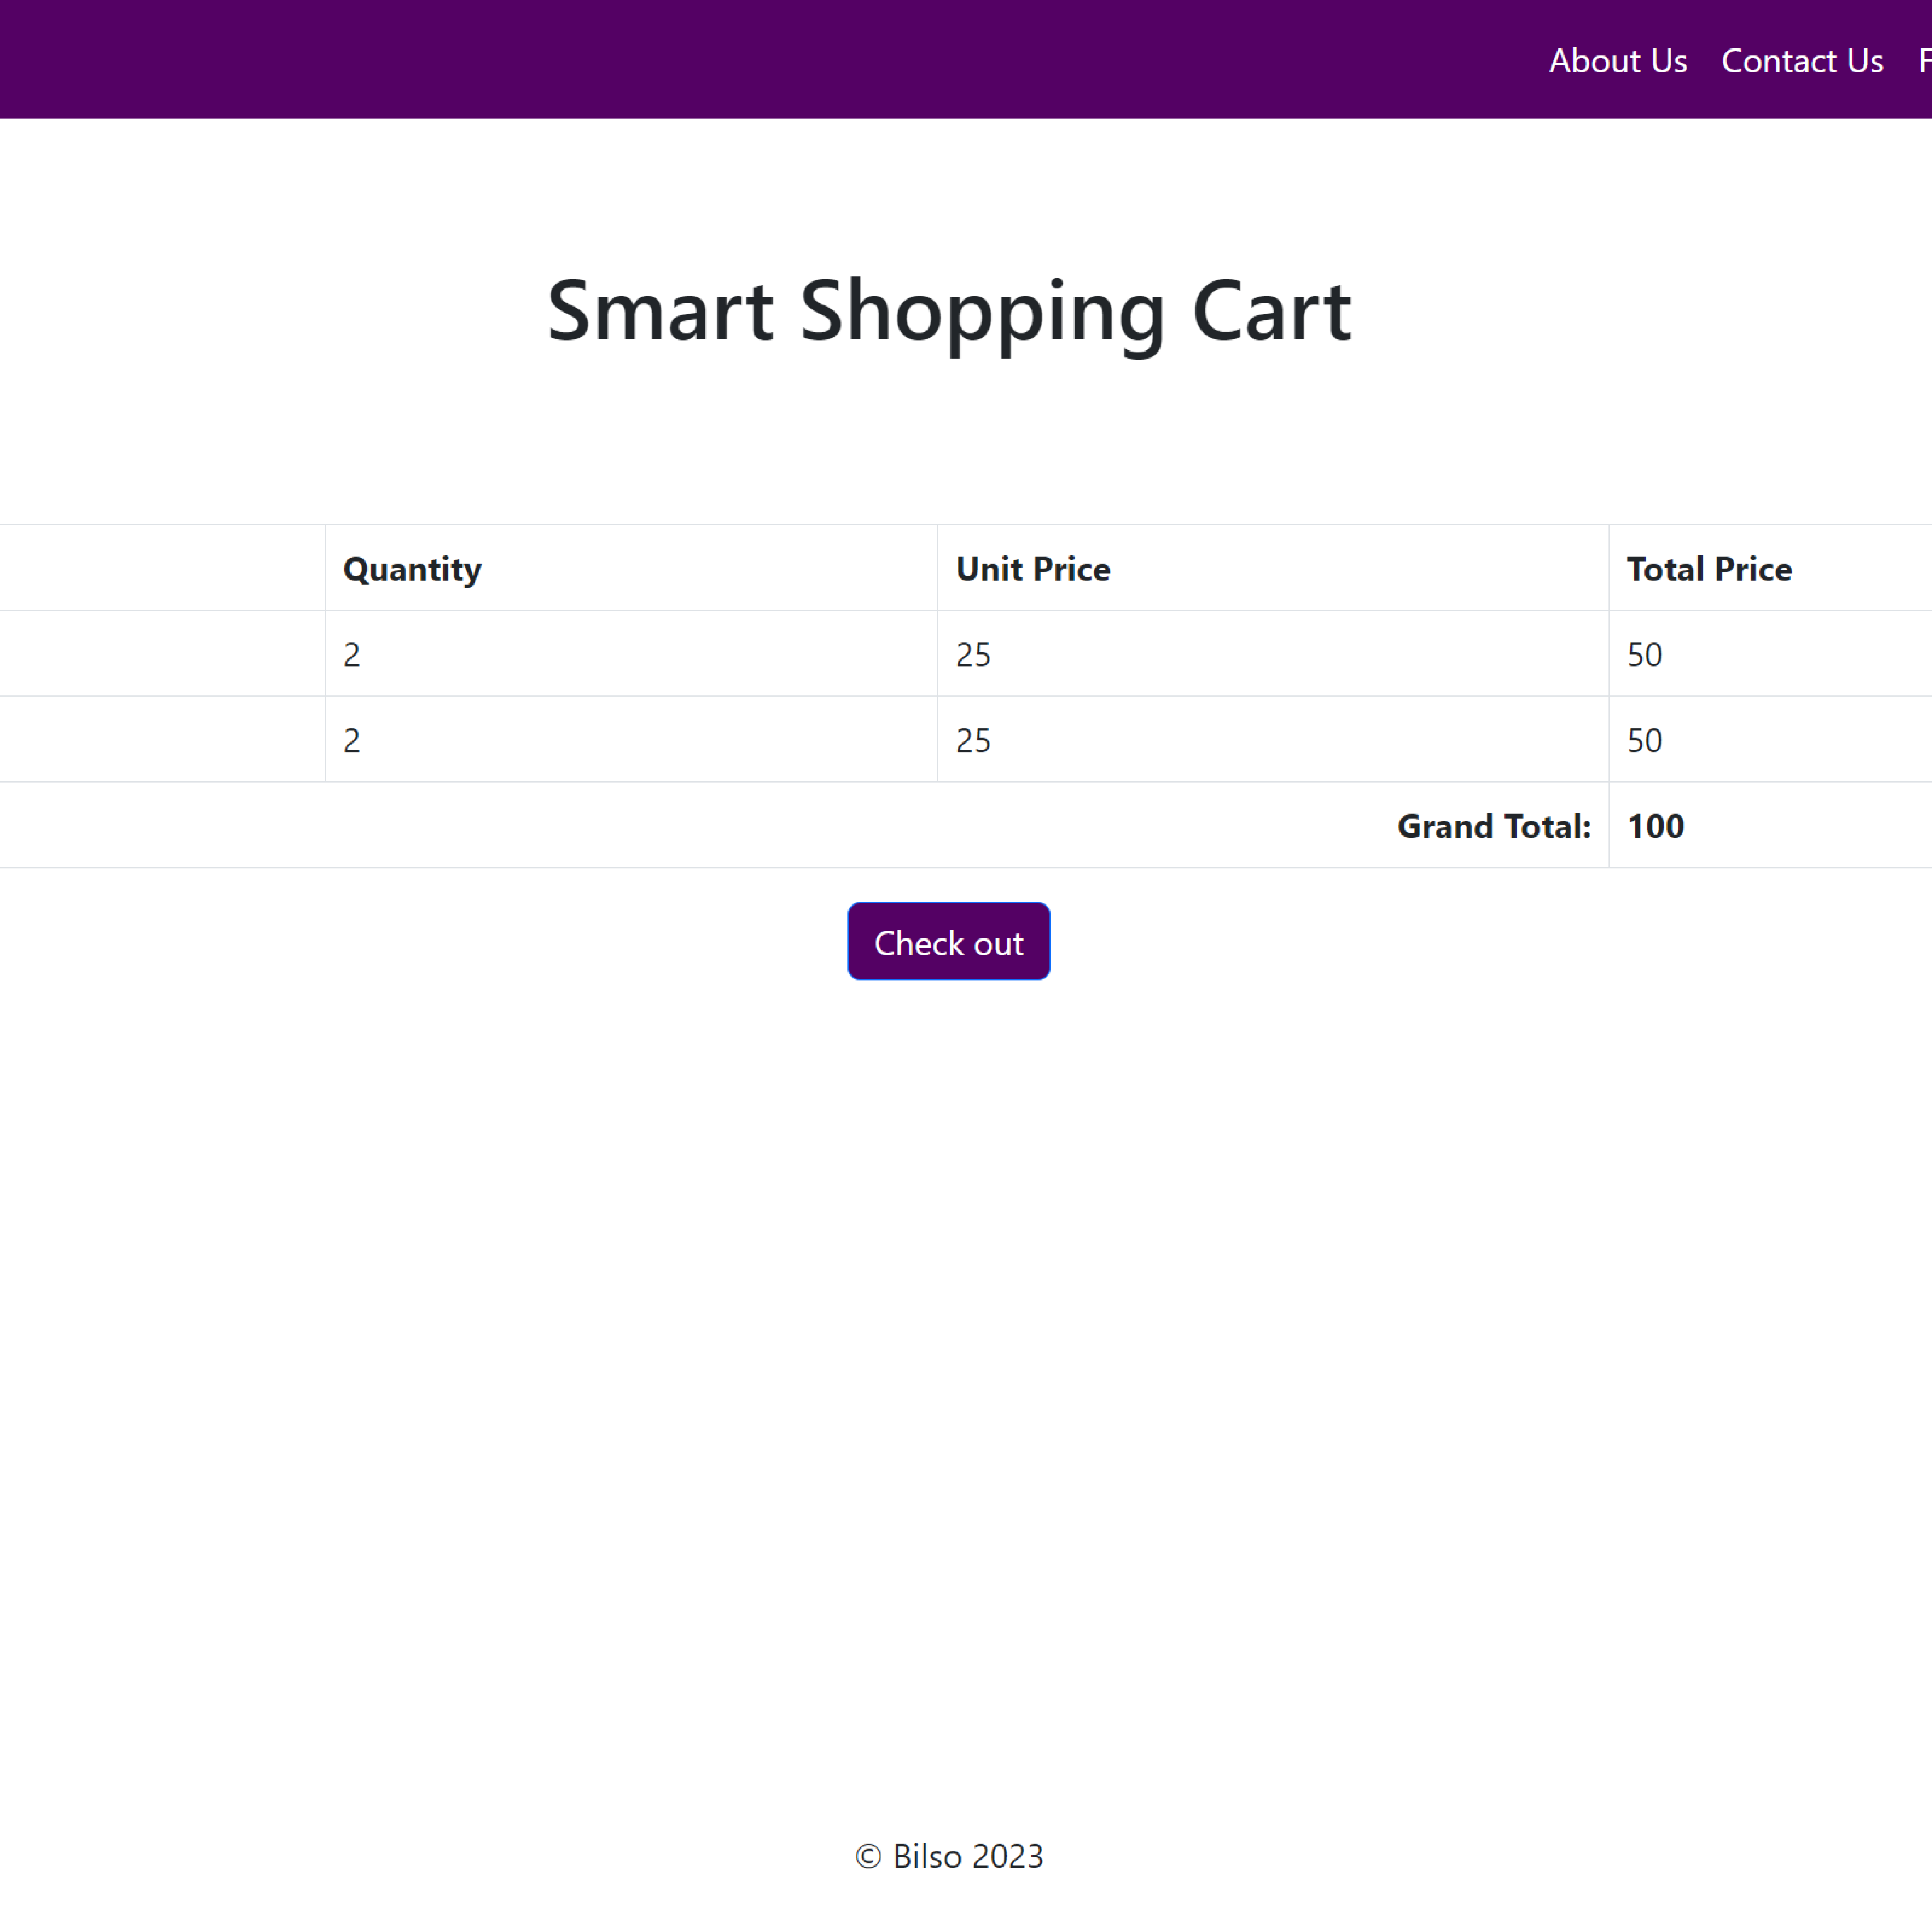 About Us Contact Us
Smart Shopping Cart
Quantity Unit Price Total Price
2 25 50
2 25 50
Grand Total: 100
Check out
© Bilso 2023